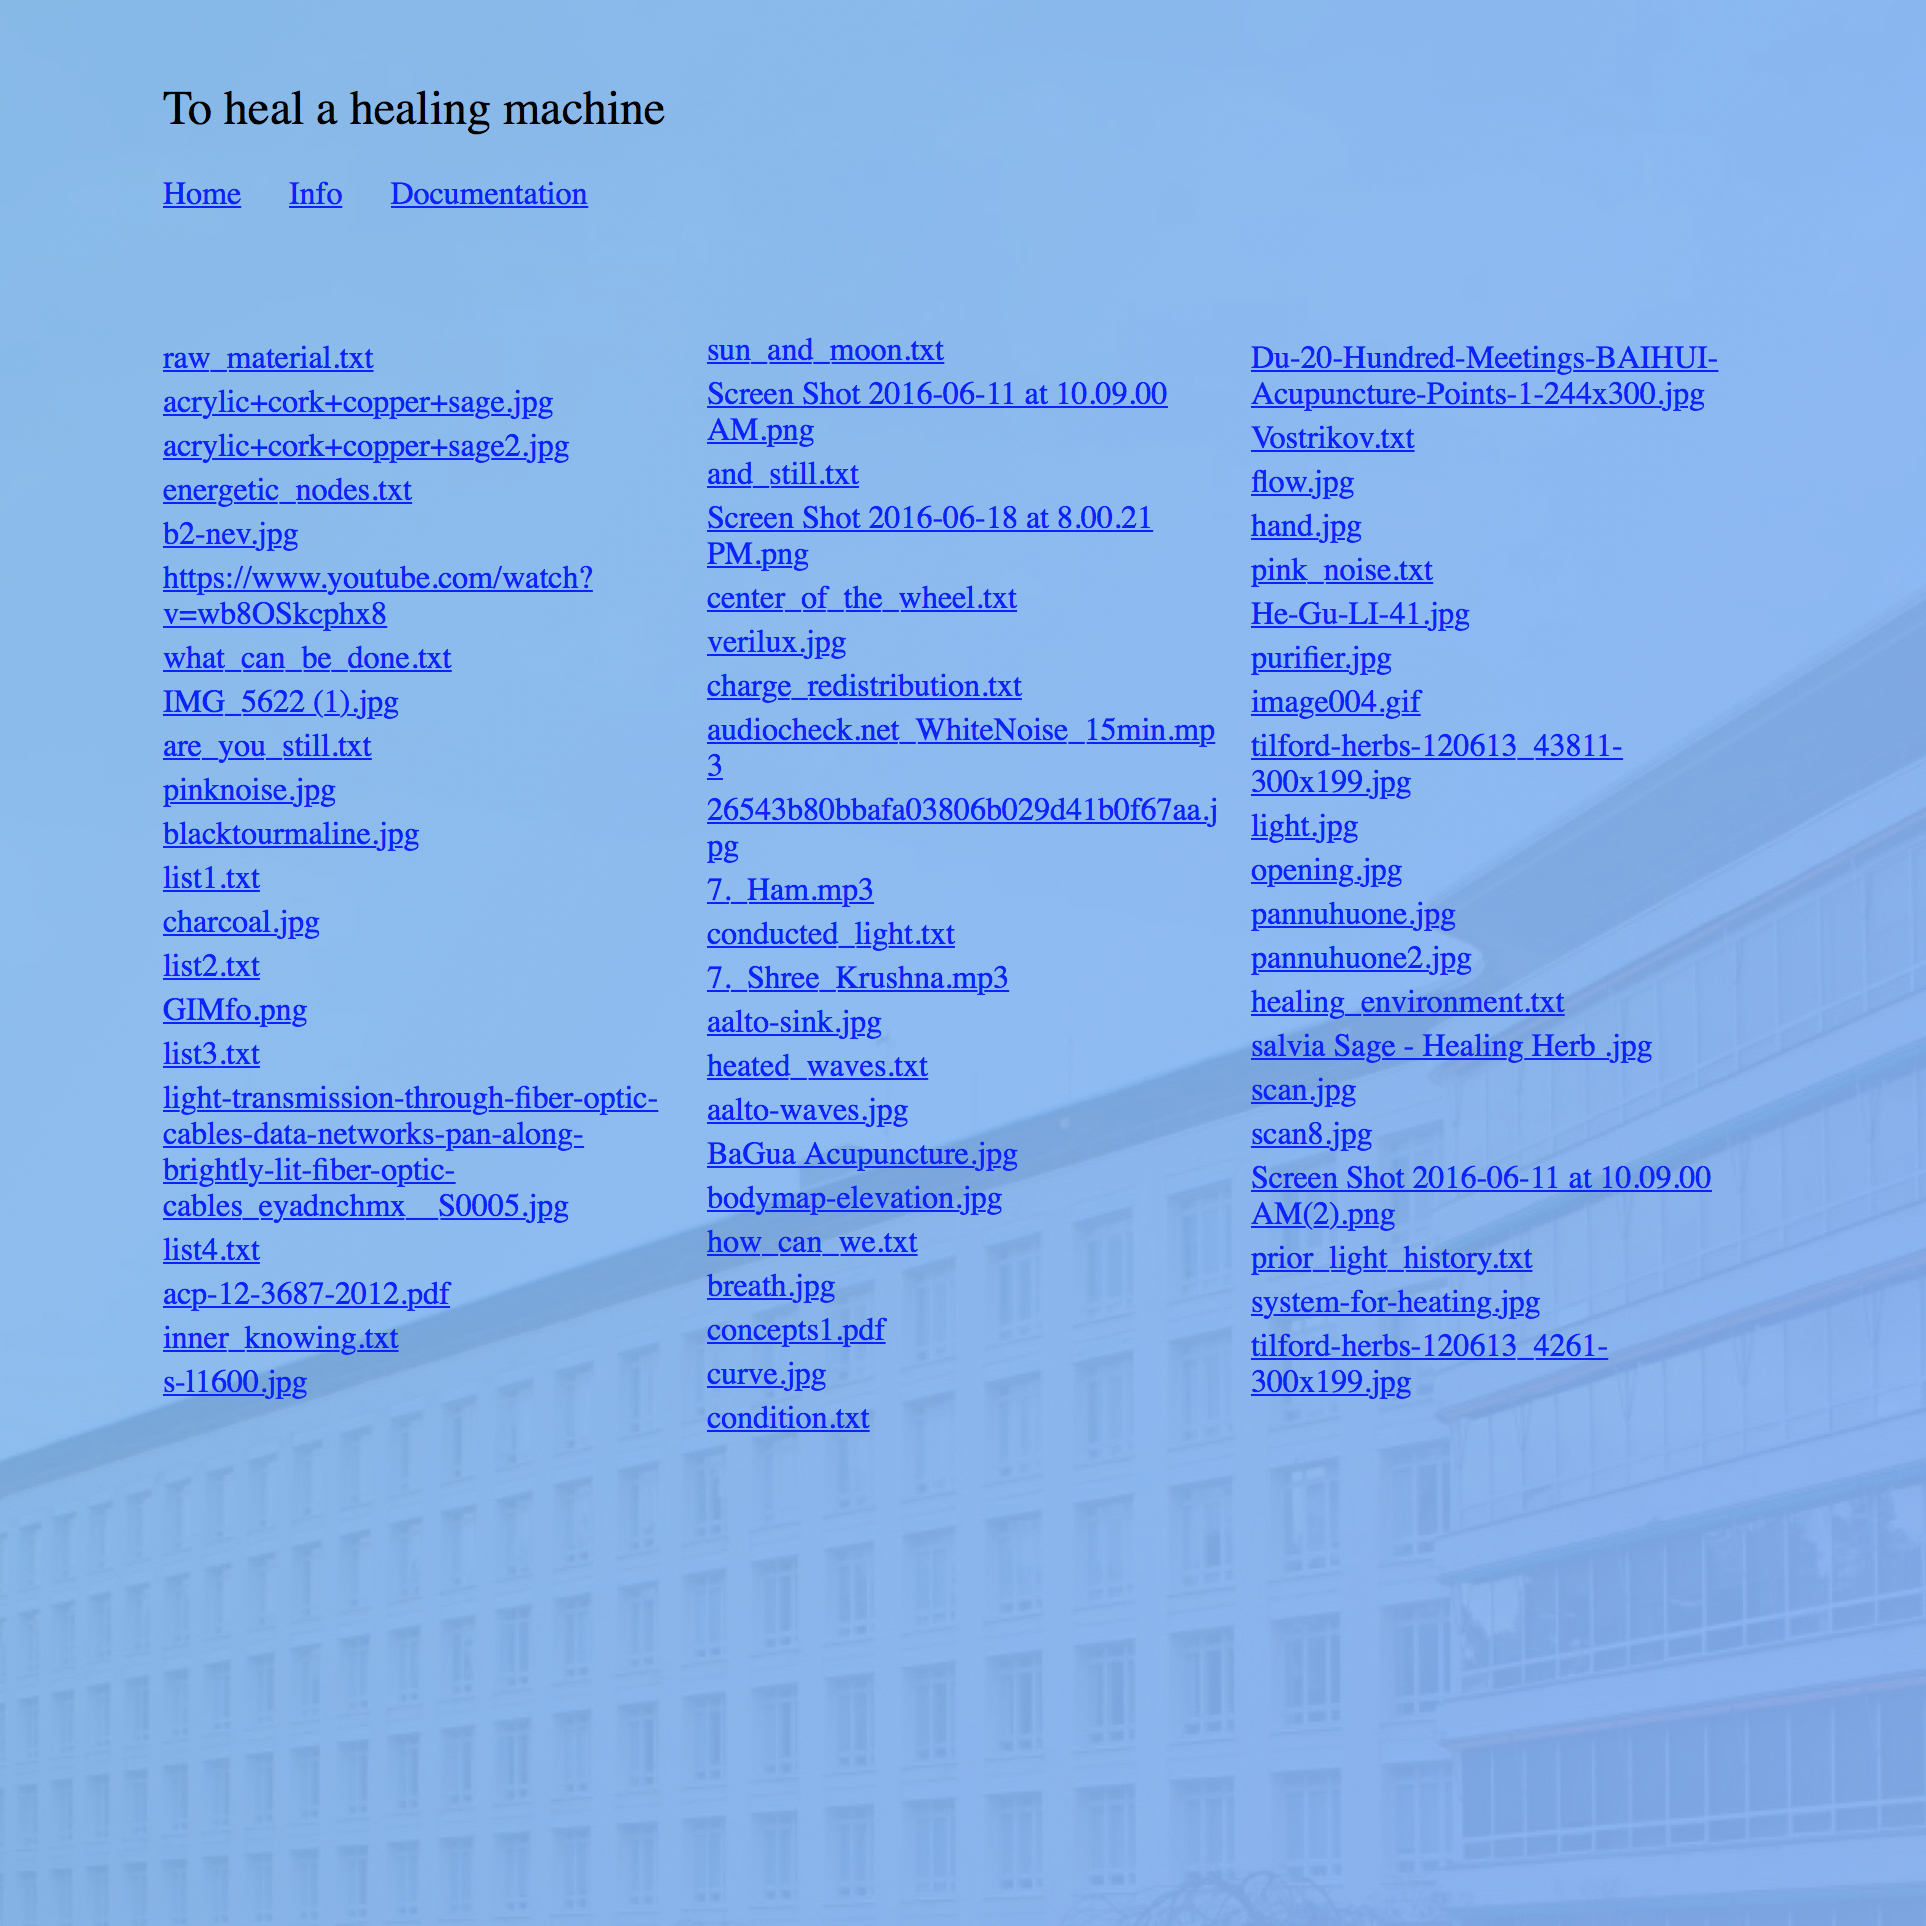 To heal a healing machine
Home Info Documentation
raw_material.txt
acrylic+cork+copper+sage.jpg
acrylic+cork+copper+sage2.jpg
energetic_nodes.txt
b2-nev.jpg
https://www.youtube.com/watch?
v=wb8OSkcphx8
what_can_be_done.txt
IMG_5622 (1).jpg
are_you_still.txt
pinknoise.jpg
blacktourmaline.jpg
list1.txt
charcoal.jpg
list2.txt
GIMfo.png
list3.txt
light-transmission-through-fiber-optic-
cables-data-networks-pan-along-
brightly-lit-fiber-optic-
cables_eyadnchmx__S0005.jpg
list4.txt
acp-12-3687-2012.pdf
inner_knowing.txt
s-l1600.jpg
sun_and_moon.txt
Screen Shot 2016-06-11 at 10.09.00
AM.png
and_still.txt
Screen Shot 2016-06-18 at 8.00.21
PM.png
center_of_the_wheel.txt
verilux.jpg
charge_redistribution.txt
audiocheck.net_WhiteNoise_15min.mp
3
26543b80bbafa03806b029d41b0f67aa.j
pg
7._Ham.mp3
conducted_light.txt
7._Shree_Krushna.mp3
aalto-sink.jpg
heated_waves.txt
aalto-waves.jpg
BaGua Acupuncture.jpg
bodymap-elevation.jpg
how_can_we.txt
breath.jpg
concepts1.pdf
curve.jpg
condition.txt
Du-20-Hundred-Meetings-BAIHUI-
Acupuncture-Points-1-244x300.jpg
Vostrikov.txt
flow.jpg
hand.jpg
pink_noise.txt
He-Gu-LI-41.jpg
purifier.jpg
image004.gif
tilford-herbs-120613_43811-
300x199.jpg
light.jpg
opening.jpg
pannuhuone.jpg
pannuhuone2.jpg
healing_environment.txt
salvia Sage - Healing Herb .jpg
scan.jpg
scan8.jpg
Screen Shot 2016-06-11 at 10.09.00
AM(2).png
prior_light_history.txt
system-for-heating.jpg
tilford-herbs-120613_4261-
300x199.jpg